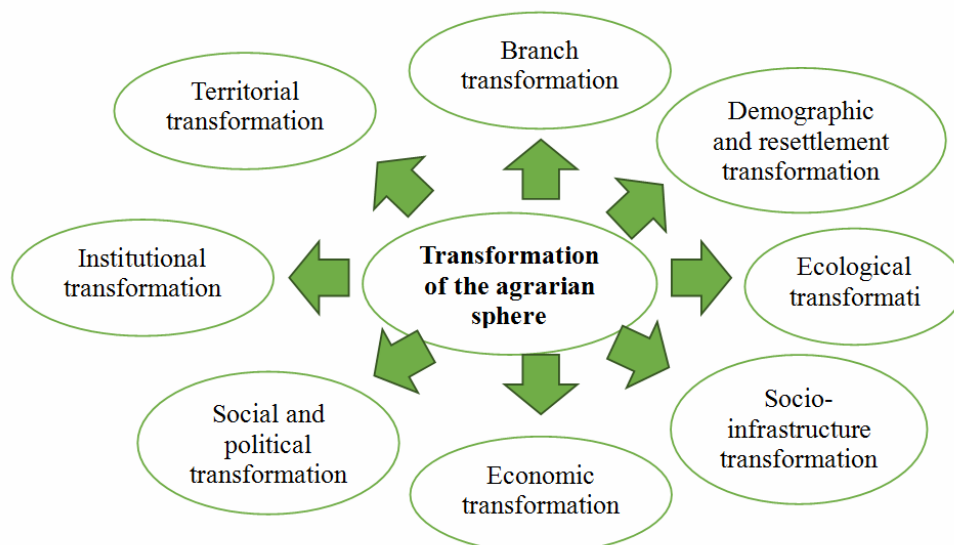 Branch
transformation
Territorial
transformation
Demographic
and resettlement
transformation
Institutional
transformation
Transformation
of the agrarian
sphere
Ecological
transformati
Social and
political
transformation
Economic
transformation
Socio-
infrastructure
transformation